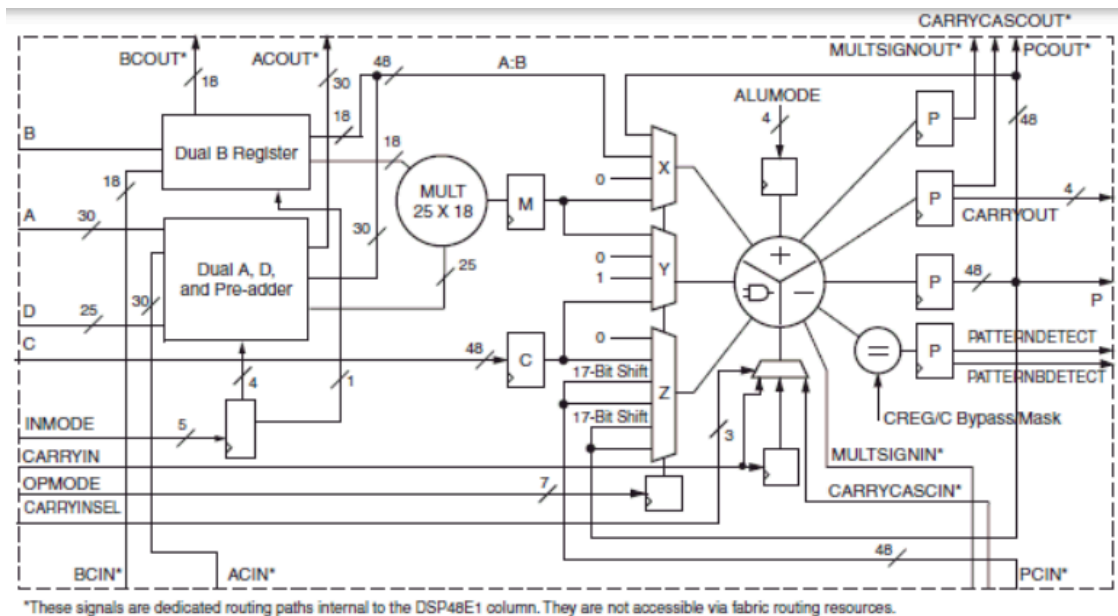 CARRYCASCOUT*
BCOUT* ACOUT* MULTSIGNOUT* PCOUT*
48 A:B
18 30 ALUMODE
18 4 48
B 18 P
Dual B Register X
18 0
MULT
25 X 18 M P 4
A 30 CARRYOUT
30 0 Y +
Dual A, D,
and Pre-adder 25 1 P 48
30 − P
D 25 0
C 48 C = P PATTERNDETECT
17-Bit Shift Z PATTERNBDETECT
4 1
17-Bit Shift CREG/C Bypass/Mask
INMODE 5 3
CARRYIN MULTSIGNIN*
OPMODE 7
CARRYINSEL CARRYCASCIN*
48
BCIN* ACIN* PCIN*
*These signals are dedicated routing paths internal to the DSP48E1 column. They are not accessible via fabric routing resources.